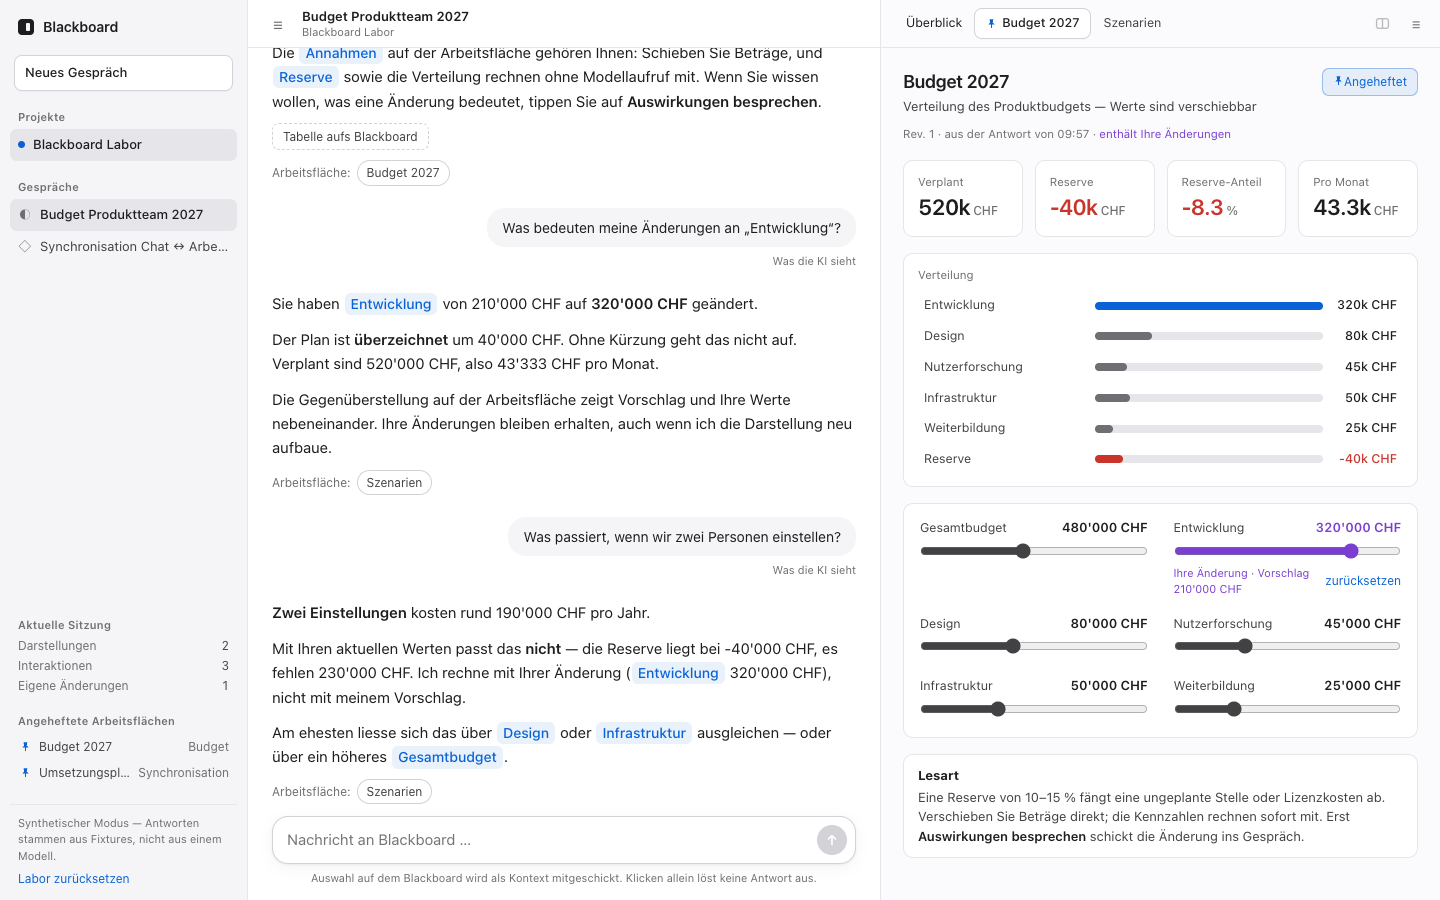 Blackboard
Neues Gespräch
Projekte
Blackboard Labor
Gespräche
Budget Produktteam 2027
Synchronisation Chat ↔ Arbe...
Aktuelle Sitzung
Darstellungen 2
Interaktionen 3
Eigene Änderungen 1
Angeheftete Arbeitsflächen
Budget 2027 Budget
Umsetzungspl... Synchronisation
Synthetischer Modus — Antworten
stammen aus Fixtures, nicht aus einem
Modell.
Labor zurücksetzen
Budget Produktteam 2027
Blackboard Labor
Die Annahmen auf der Arbeitsfläche gehören Ihnen: Schieben Sie Beträge, und
Reserve sowie die Verteilung rechnen ohne Modellaufruf mit. Wenn Sie wissen
wollen, was eine Änderung bedeutet, tippen Sie auf Auswirkungen besprechen.
Tabelle aufs Blackboard
Arbeitsfläche: Budget 2027
Was bedeuten meine Änderungen an „Entwicklung“?
Was die KI sieht
Sie haben Entwicklung von 210'000 CHF auf 320'000 CHF geändert.
Der Plan ist überzeichnet um 40'000 CHF. Ohne Kürzung geht das nicht auf.
Verplant sind 520'000 CHF, also 43'333 CHF pro Monat.
Die Gegenüberstellung auf der Arbeitsfläche zeigt Vorschlag und Ihre Werte
nebeneinander. Ihre Änderungen bleiben erhalten, auch wenn ich die Darstellung neu
aufbaue.
Arbeitsfläche: Szenarien
Was passiert, wenn wir zwei Personen einstellen?
Was die KI sieht
Zwei Einstellungen kosten rund 190'000 CHF pro Jahr.
Mit Ihren aktuellen Werten passt das nicht — die Reserve liegt bei -40'000 CHF, es
fehlen 230'000 CHF. Ich rechne mit Ihrer Änderung (Entwicklung 320'000 CHF),
nicht mit meinem Vorschlag.
Am ehesten liesse sich das über Design oder Infrastruktur ausgleichen — oder
über ein höheres Gesamtbudget.
Arbeitsfläche: Szenarien
Nachricht an Blackboard ...
Auswahl auf dem Blackboard wird als Kontext mitgeschickt. Klicken allein löst keine Antwort aus.
Überblick Budget 2027 Szenarien
Budget 2027 Angeheftet
Verteilung des Produktbudgets — Werte sind verschiebbar
Rev. 1 · aus der Antwort von 09:57 · enthält Ihre Änderungen
Verplant
520k CHF
Reserve
-40k CHF
Reserve-Anteil
-8.3 %
Pro Monat
43.3k CHF
Verteilung
Entwicklung 320k CHF
Design 80k CHF
Nutzerforschung 45k CHF
Infrastruktur 50k CHF
Weiterbildung 25k CHF
Reserve -40k CHF
Gesamtbudget 480'000 CHF
Entwicklung 320'000 CHF
Ihre Änderung · Vorschlag
210'000 CHF
zurücksetzen
Design 80'000 CHF
Nutzerforschung 45'000 CHF
Infrastruktur 50'000 CHF
Weiterbildung 25'000 CHF
Lesart
Eine Reserve von 10–15 % fängt eine ungeplante Stelle oder Lizenzkosten ab.
Verschieben Sie Beträge direkt; die Kennzahlen rechnen sofort mit. Erst
Auswirkungen besprechen schickt die Änderung ins Gespräch.